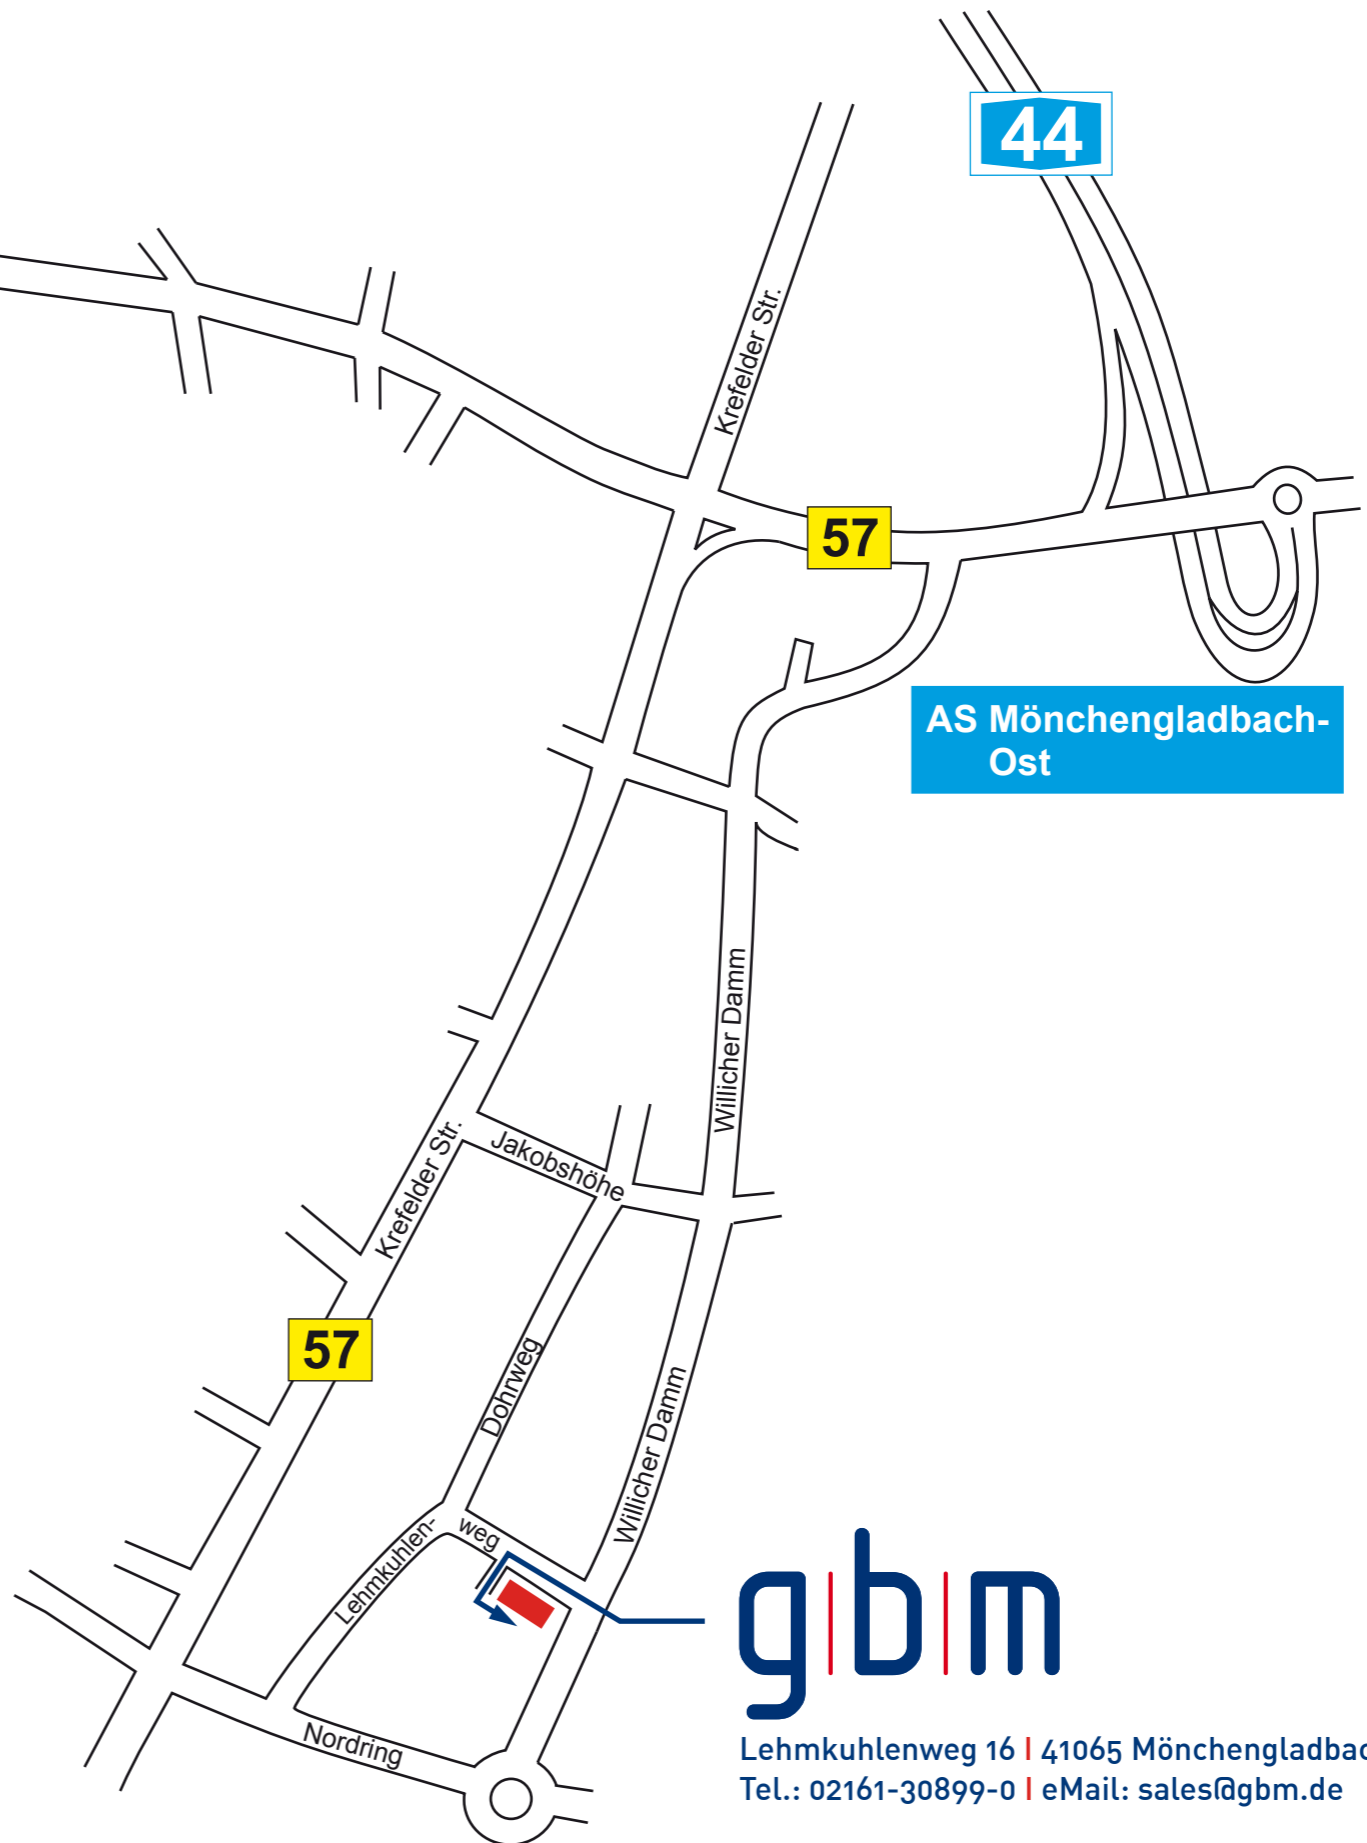 44
Krefelder Str.
57
AS Mönchengladbach-
Ost
Willicher Damm
Jakobshöhe
Krefelder Str.
57
Dohrweg
Willicher Damm
Lehmkuhlen-
weg
Nordring
g|b|m
Lehmkuhlenweg 16 | 41065 Mönchengladbac
Tel.: 02161-30899-0 | eMail: sales@gbm.de